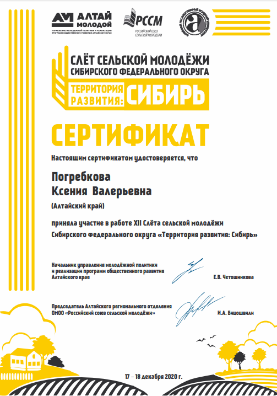 АЛТАЙ
МОЛОДОЙ
РССМ
СЛЁТ СЕЛЬСКОЙ МОЛОДЁЖИ
СИБИРСКОГО ФЕДЕРАЛЬНОГО ОКРУГА
ТЕРРИТОРИЯ
РАЗВИТИЯ:
СИБИРЬ
СЕРТИФИКАТ
Настоящим сертификатом удостоверяется, что
Погребкова
Ксения Валерьевна
(Алтайский край)
приняла участие в работе XII Слёта сельской молодёжи
Сибирского федерального округа «Территория развития: Сибирь»
Начальник управления молодёжной политики
и реализации программ общественного развития
Алтайского края
Е.В. Четошникова
Председатель Алтайского регионального отделения
ОМОО «Российский союз сельской молодёжи»
Н.А. Бишошвили
17 - 18 декабря 2020 г.